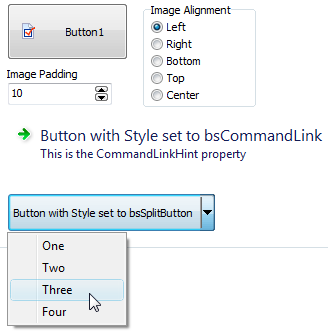 Button1
Image Alignment
Left
Right
Bottom
Top
Center
Image Padding
10
Button with Style set to bsCommandLink
This is the CommandLinkHint property
Button with Style set to bsSplitButton
One
Two
Three
Four